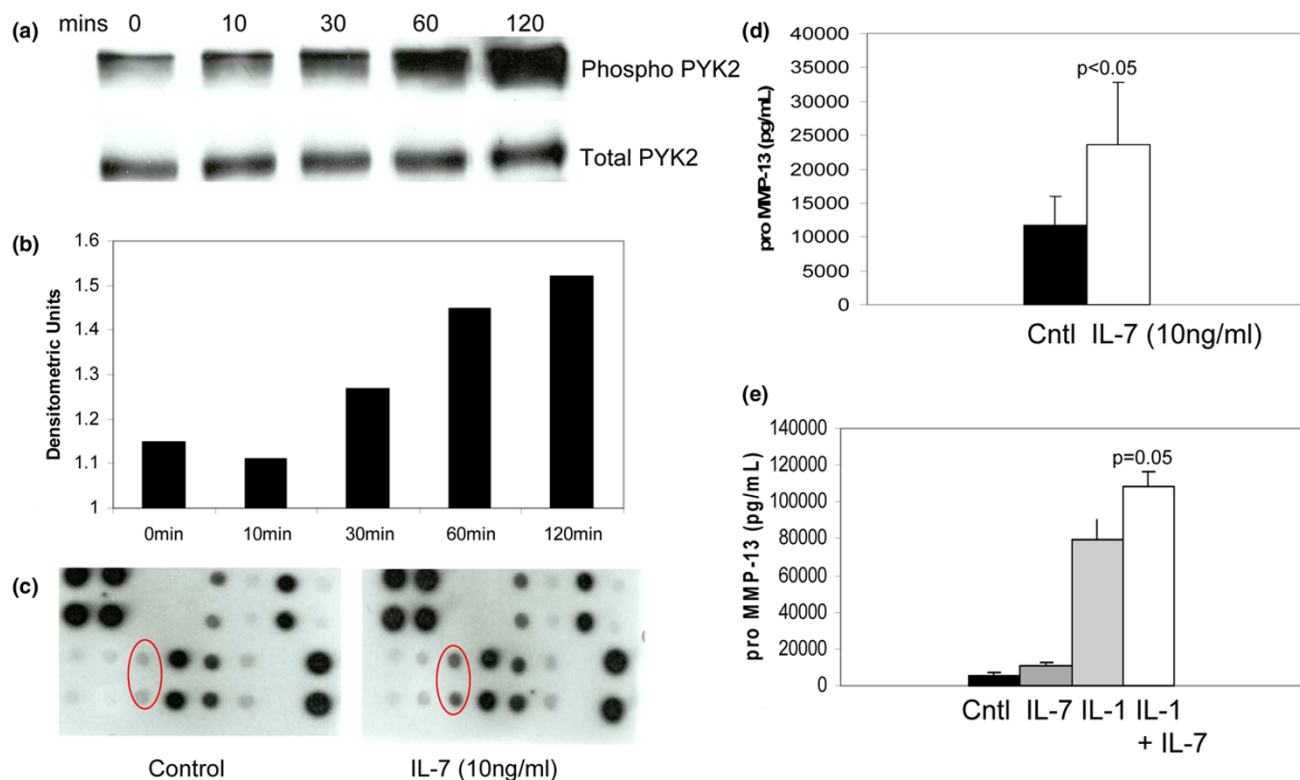 (a)
mins 0 10 30 60 120
Phospho PYK2
Total PYK2
(b)
Densitometric Units
1.6
1.5
1.4
1.3
1.2
1.1
1
0min 10min 30min 60min 120min
(c)
Control
IL-7 (10ng/ml)
(d)
pro MMP-13 (pg/mL)
40000
35000
30000
25000
20000
15000
10000
5000
0
p<0.05
Cntl IL-7 (10ng/ml)
(e)
pro MMP-13 (pg/mL)
140000
120000
100000
80000
60000
40000
20000
0
p=0.05
Cntl IL-7 IL-1 IL-1
+ IL-7